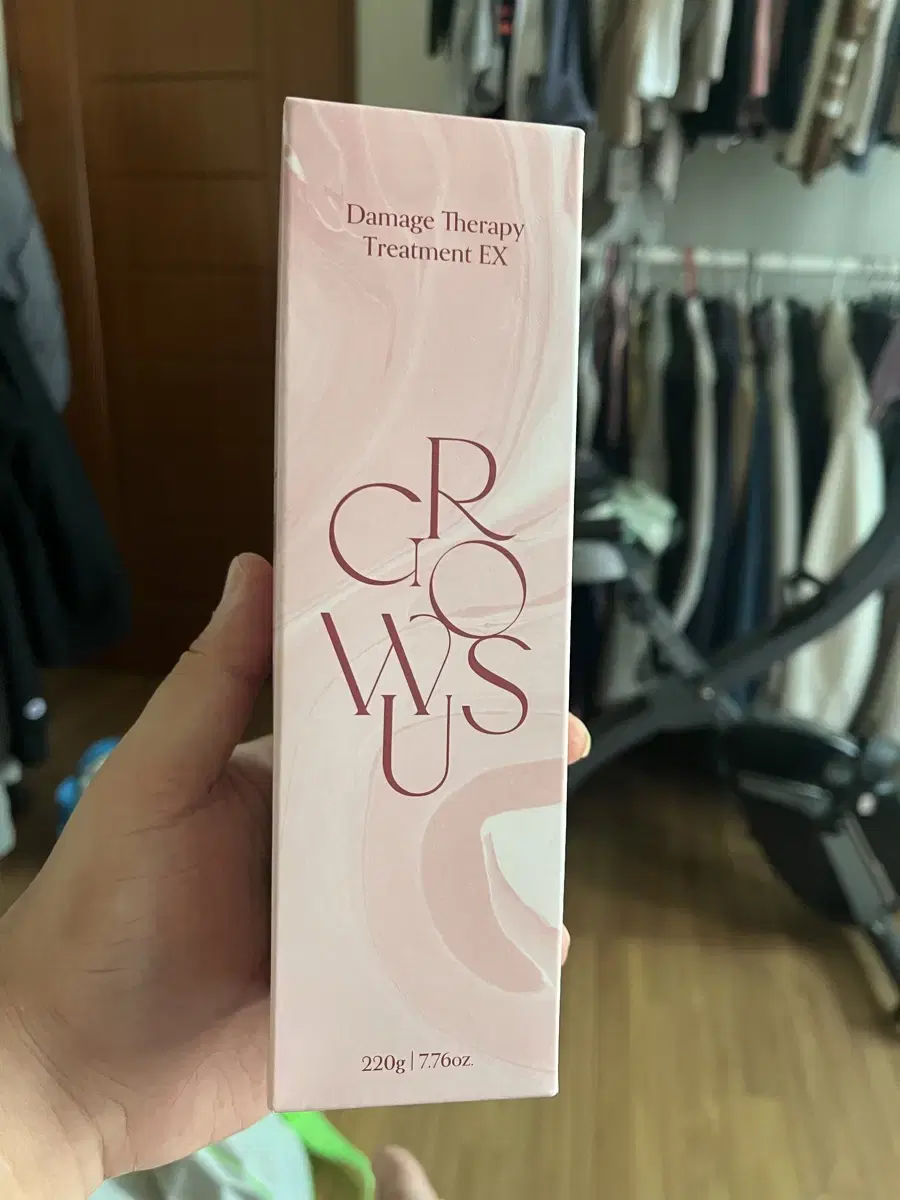 Damage Therapy
Treatment EX
GROWUS
220g | 7.76oz.